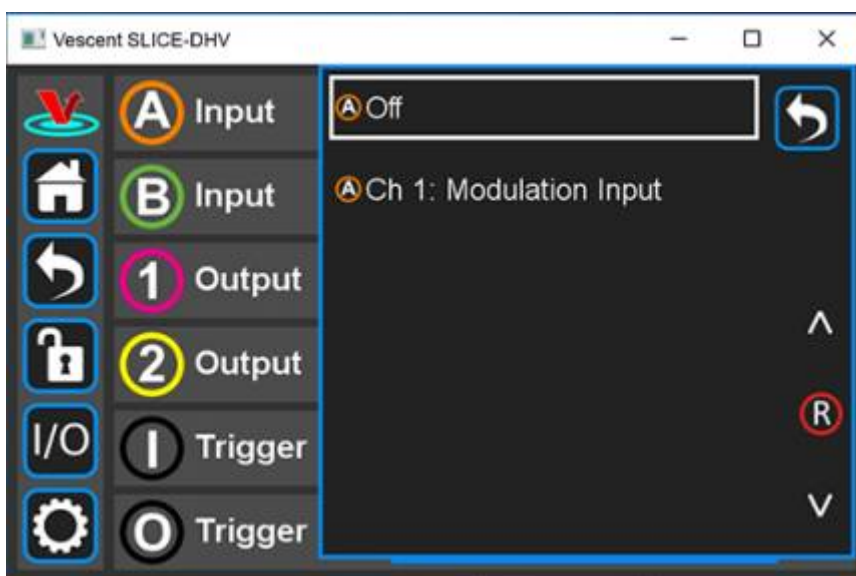 Vescent SLICE-DHV
A Input
B Input
1 Output
2 Output
I/O
I Trigger
O Trigger
A Off
A Ch 1: Modulation Input
R